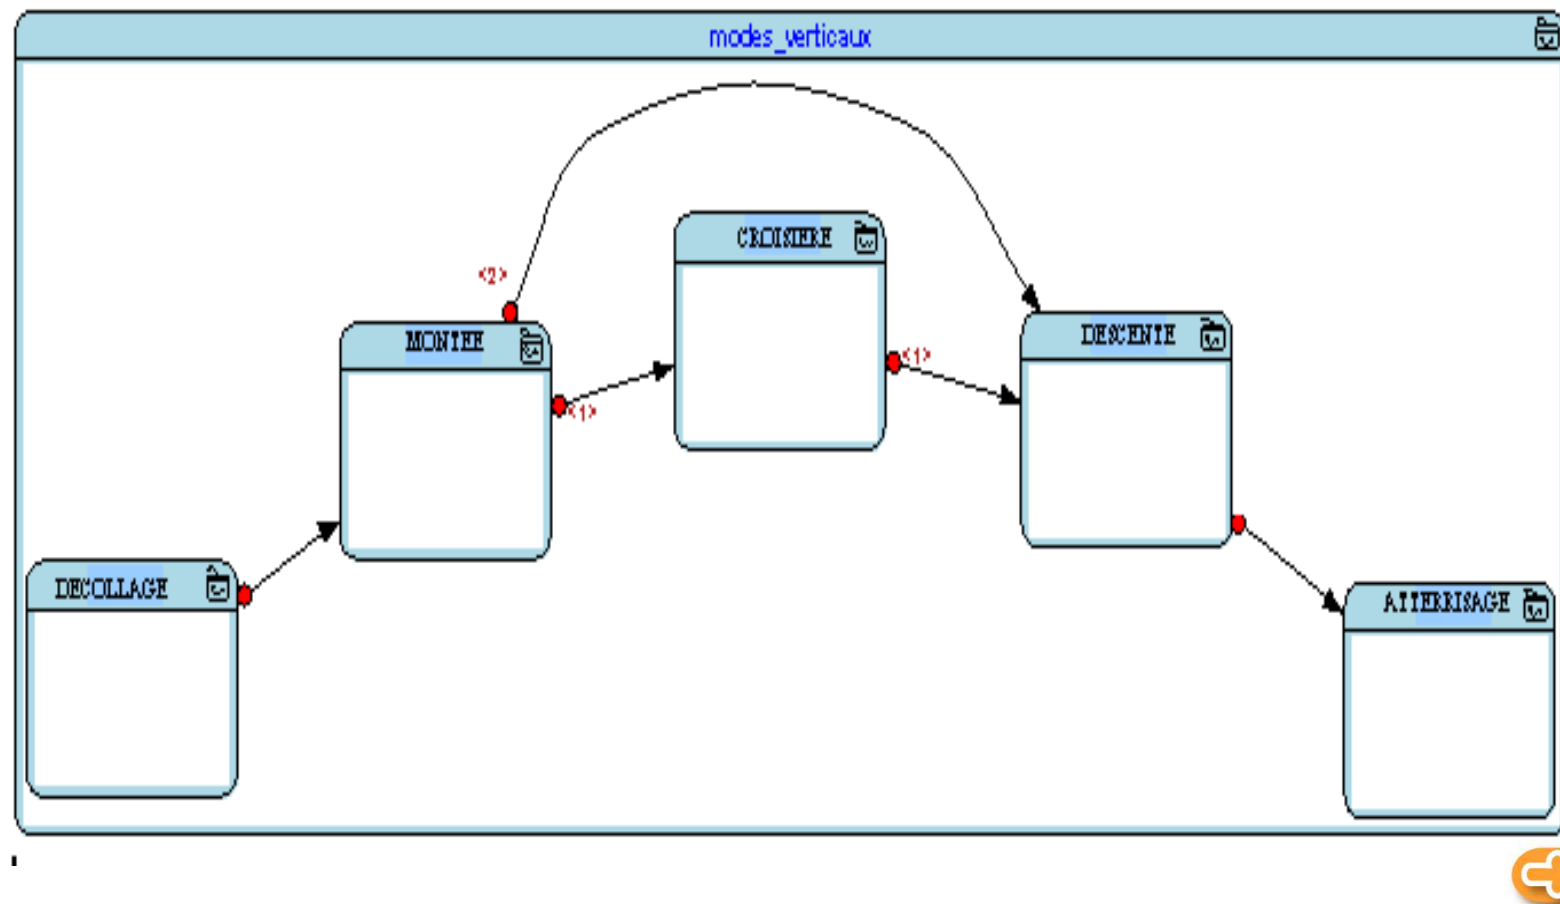 modes_verticaux
CROISIERE
<2>
MONTEE
DESCENTE
<1>
<1>
DECOLLAGE
ATTERRISAGE